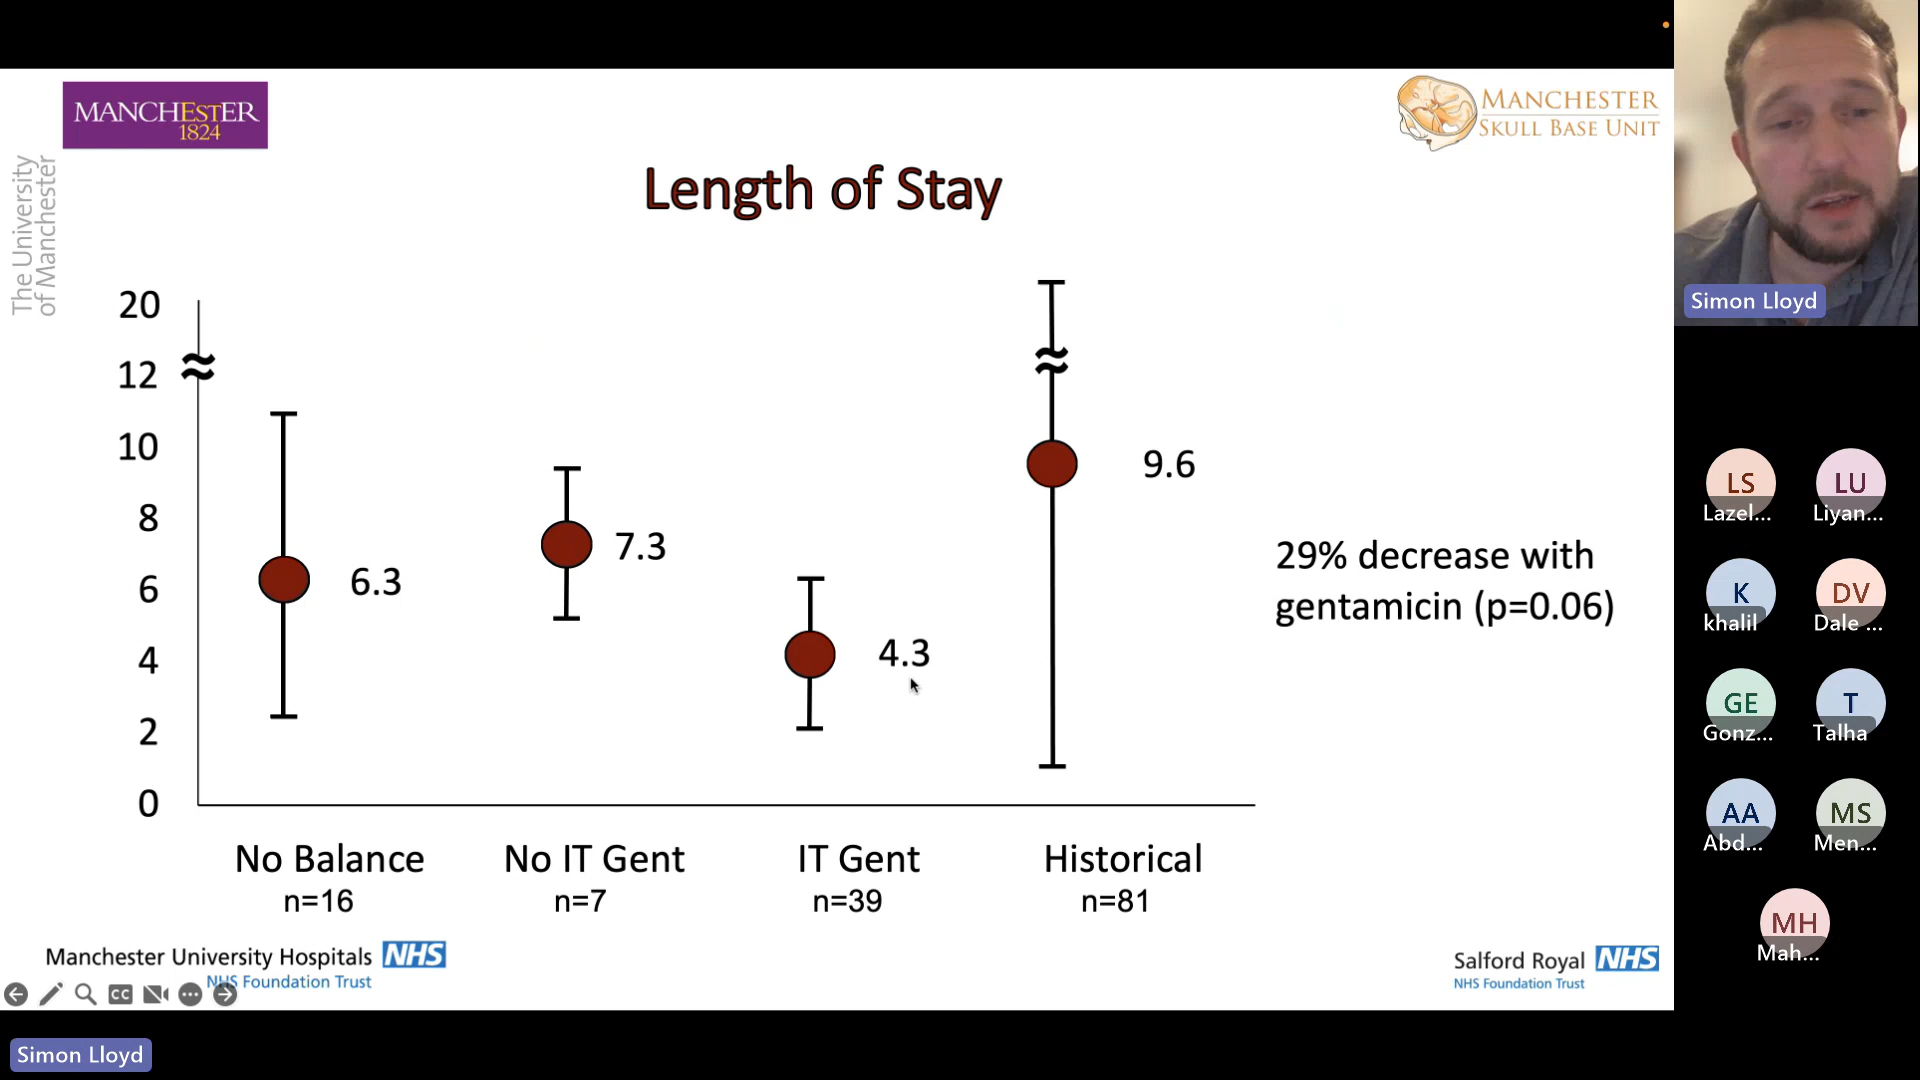 MANCHESTER
1824
The University
of Manchester
MANCHESTER
SKULL BASE UNIT
Length of Stay
20
12
10
8
6
4
2
0
6.3
7.3
4.3
9.6
29% decrease with
gentamicin (p=0.06)
No Balance
n=16
No IT Gent
n=7
IT Gent
n=39
Historical
n=81
Manchester University Hospitals NHS
NHS Foundation Trust
Salford Royal NHS
NHS Foundation Trust
CC
Simon Lloyd
Simon Lloyd
LS
Lazel...
LU
Liyan...
K
khalil
DV
Dale ...
GE
Gonz...
T
Talha
AA
Abd...
MS
Men...
MH
Mah...